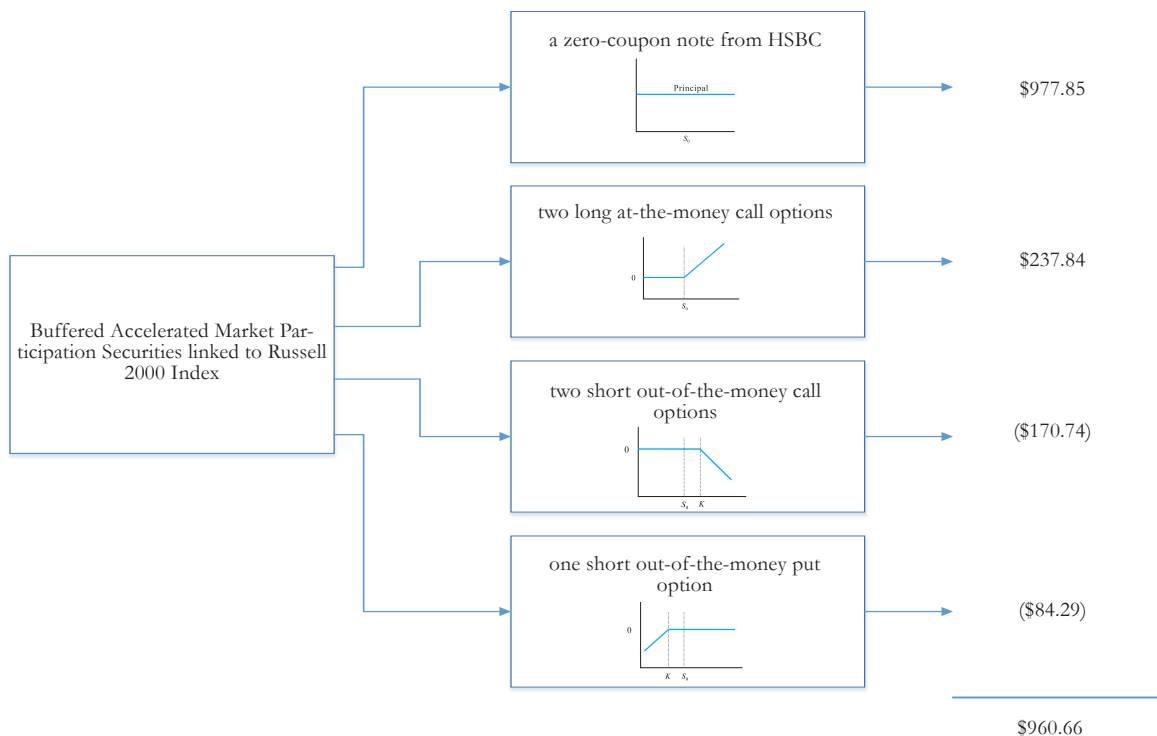 a zero-coupon note from HSBC
Principal
S₀
$977.85
two long at-the-money call options
0
S₀
$237.84
Buffered Accelerated Market Par-
ticipation Securities linked to Russell
2000 Index
two short out-of-the-money call
options
0
S₀ K
($170.74)
one short out-of-the-money put
option
0
K S₀
($84.29)
$960.66